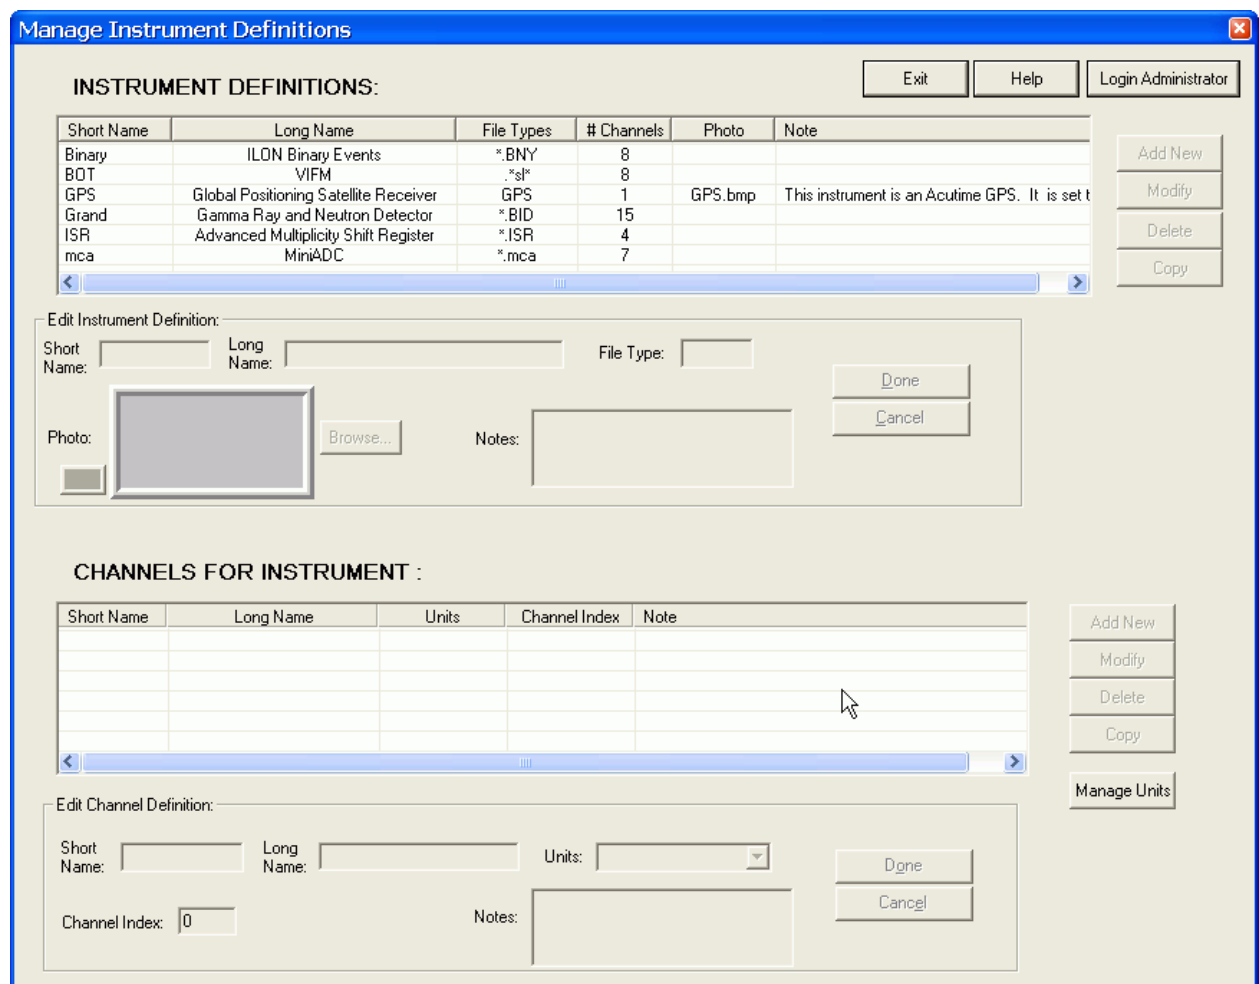 Manage Instrument Definitions
INSTRUMENT DEFINITIONS:
Exit Help Login Administrator
Short Name Long Name File Types # Channels Photo Note
Binary ILON Binary Events *.BNY 8
BOT VIFM .*sl* 8
GPS Global Positioning Satellite Receiver GPS 1 GPS.bmp This instrument is an Acutime GPS. It is set t
Grand Gamma Ray and Neutron Detector *.BID 15
ISR Advanced Multiplicity Shift Register *.ISR 4
mca MiniADC *.mca 7
Add New
Modify
Delete
Copy
Edit Instrument Definition:
Short Name:
Long Name:
File Type:
Done
Cancel
Photo:
Browse...
Notes:
CHANNELS FOR INSTRUMENT :
Short Name Long Name Units Channel Index Note
Add New
Modify
Delete
Copy
Manage Units
Edit Channel Definition:
Short Name:
Long Name:
Units:
Done
Cancel
Channel Index: 0
Notes: